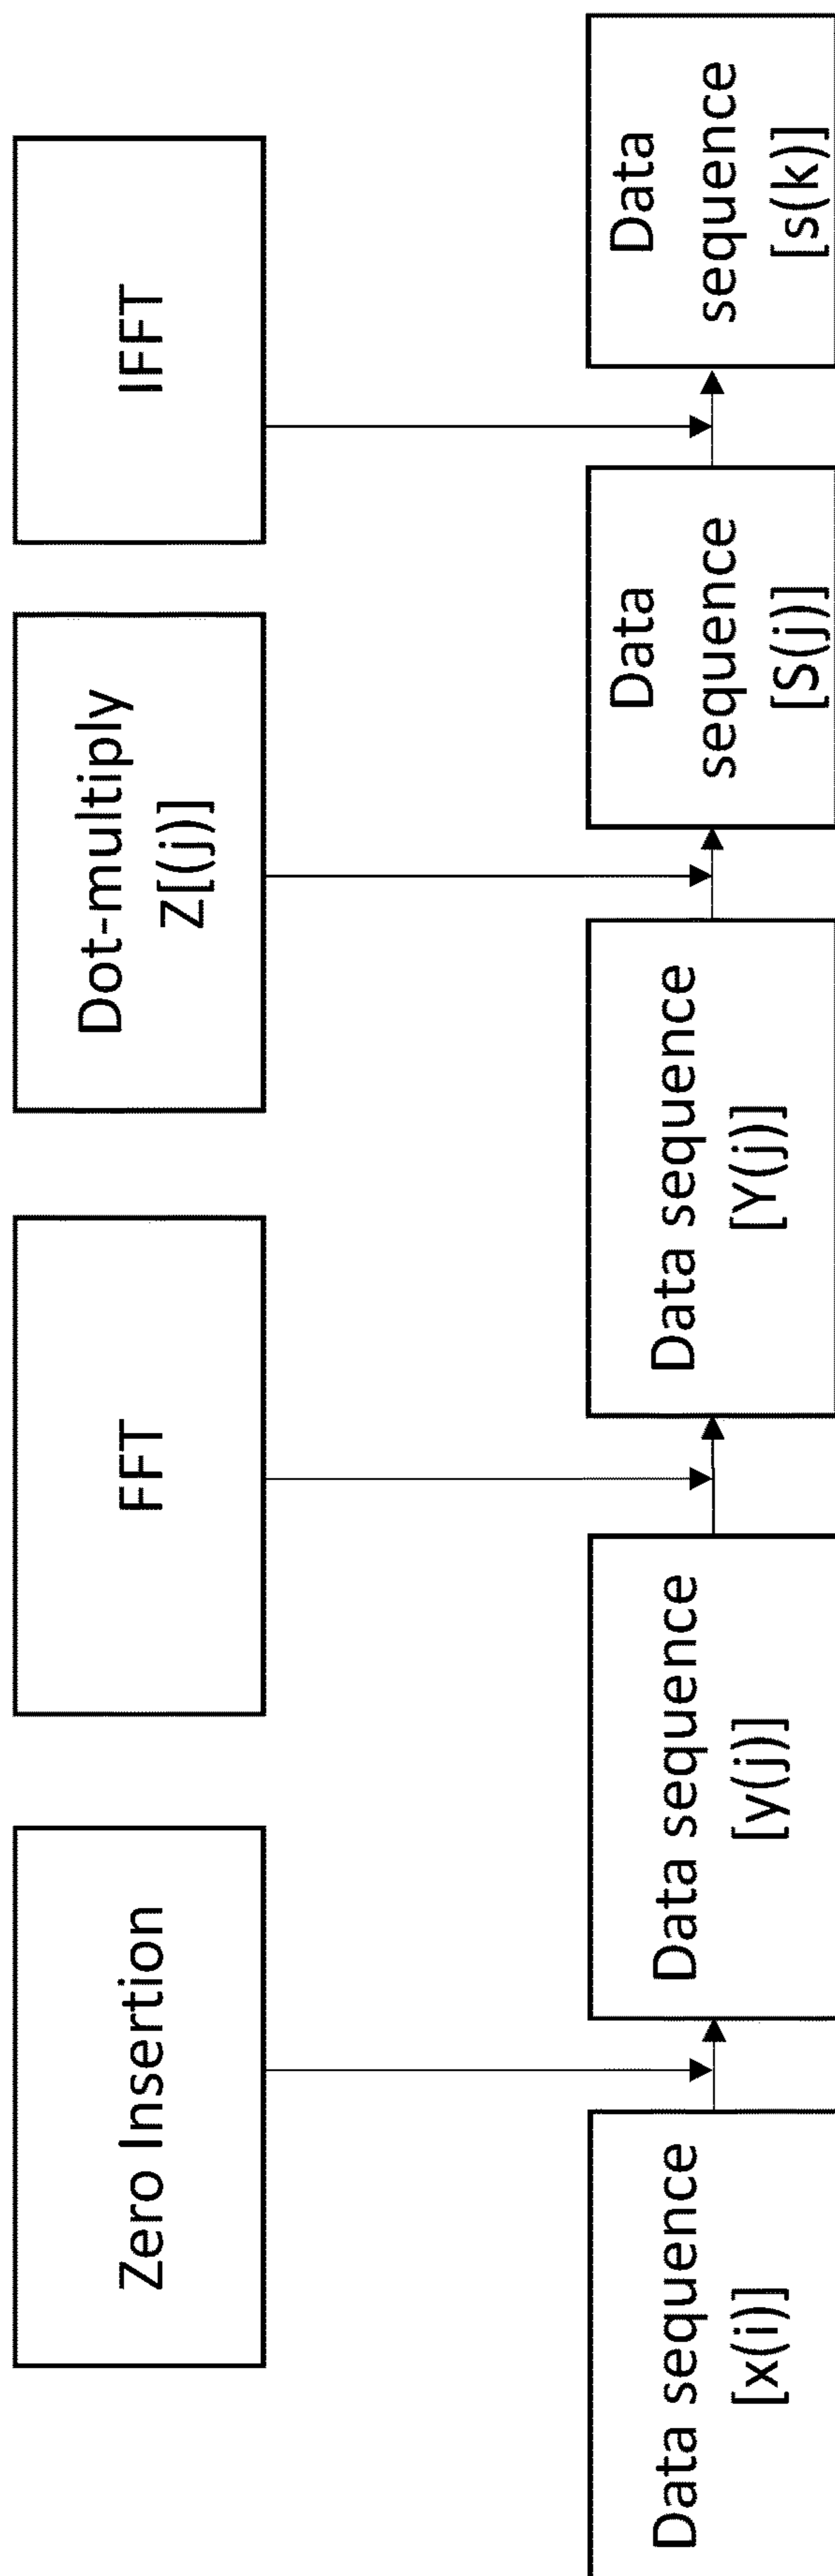 Zero Insertion
FFT
Dot-multiply
Z[(j)]
IFFT
Data sequence
[x(i)]
Data sequence
[y(j)]
Data sequence
[Y(j)]
Data
sequence
[S(j)]
Data
sequence
[s(k)]